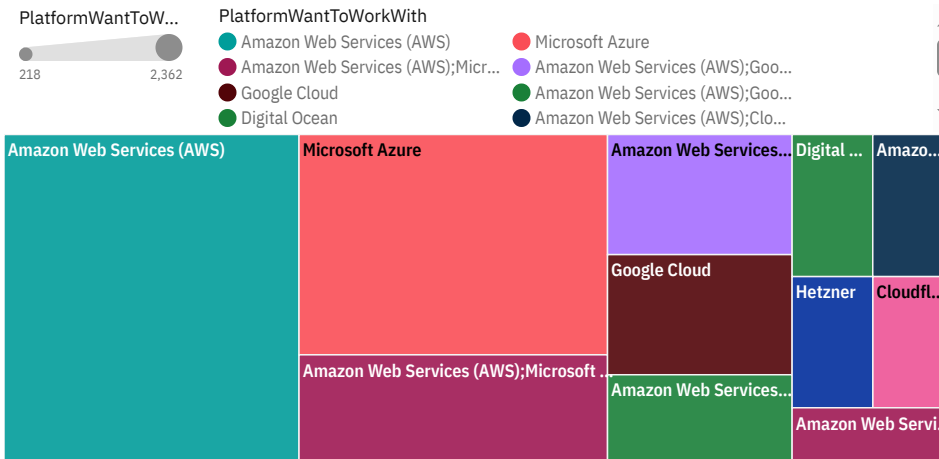 PlatformWantToW...
218
2,362
PlatformWantToWorkWith
Amazon Web Services (AWS)
Microsoft Azure
Amazon Web Services (AWS);Micr...
Amazon Web Services (AWS);Goo...
Google Cloud
Amazon Web Services (AWS);Goo...
Digital Ocean
Amazon Web Services (AWS);Clo...
Amazon Web Services (AWS)
Microsoft Azure
Amazon Web Services (AWS);Microsoft ...
Amazon Web Services...
Google Cloud
Amazon Web Services...
Digital ...
Amazo...
Hetzner
Cloudfl...
Amazon Web Servi.